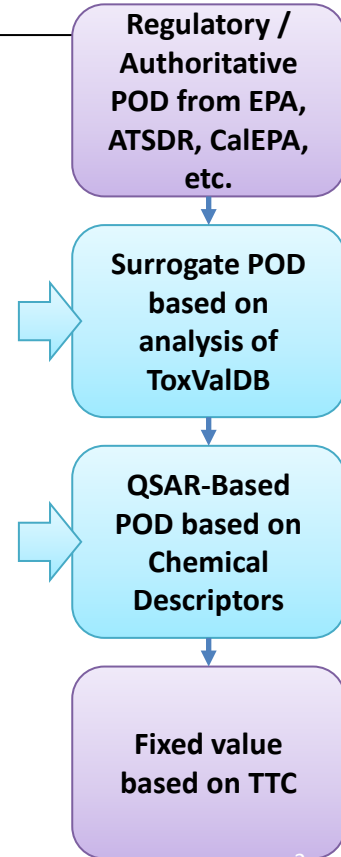 Regulatory /
Authoritative
POD from EPA,
ATSDR, CalEPA,
etc.
Surrogate POD
based on
analysis of
ToxValDB
QSAR-Based
POD based on
Chemical
Descriptors
Fixed value
based on TTC